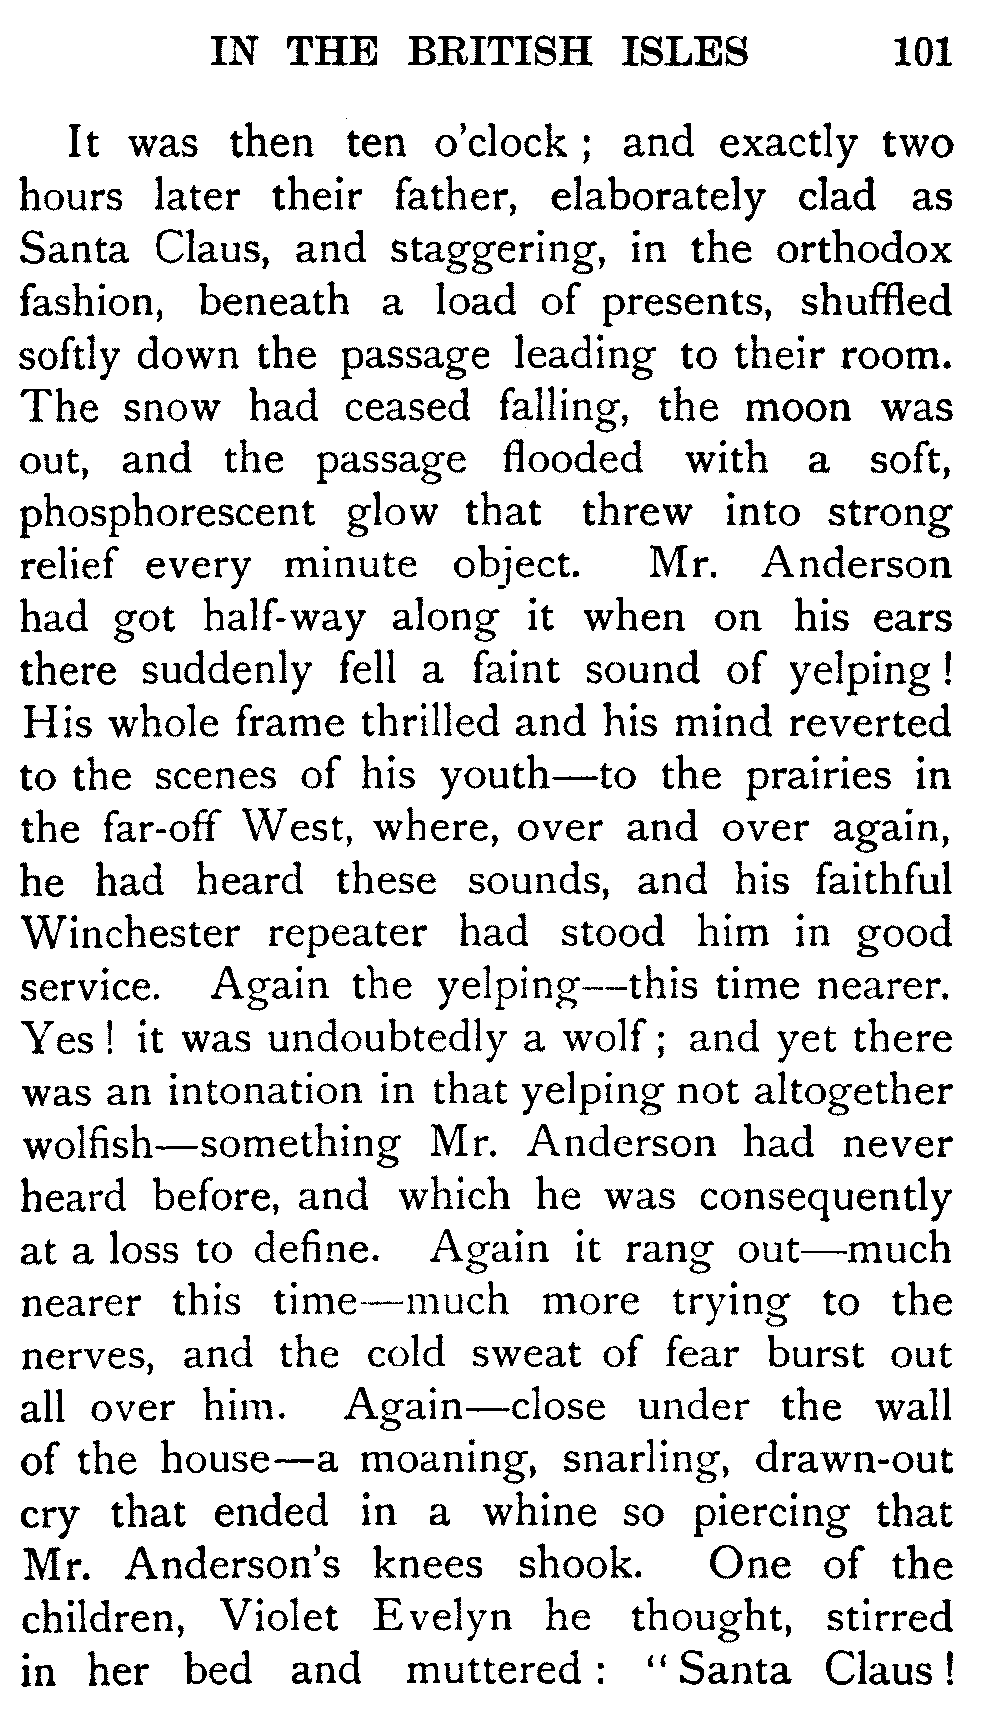 IN THE BRITISH ISLES 101
It was then ten o'clock ; and exactly two
hours later their father, elaborately clad as
Santa Claus, and staggering, in the orthodox
fashion, beneath a load of presents, shuffled
softly down the passage leading to their room.
The snow had ceased falling, the moon was
out, and the passage flooded with a soft,
phosphorescent glow that threw into strong
relief every minute object. Mr. Anderson
had got half-way along it when on his ears
there suddenly fell a faint sound of yelping !
His whole frame thrilled and his mind reverted
to the scenes of his youth—to the prairies in
the far-off West, where, over and over again,
he had heard these sounds, and his faithful
Winchester repeater had stood him in good
service. Again the yelping—this time nearer.
Yes ! it was undoubtedly a wolf ; and yet there
was an intonation in that yelping not altogether
wolfish—something Mr. Anderson had never
heard before, and which he was consequently
at a loss to define. Again it rang out—much
nearer this time—much more trying to the
nerves, and the cold sweat of fear burst out
all over him. Again—close under the wall
of the house—a moaning, snarling, drawn-out
cry that ended in a whine so piercing that
Mr. Anderson's knees shook. One of the
children, Violet Evelyn he thought, stirred
in her bed and muttered : “ Santa Claus !